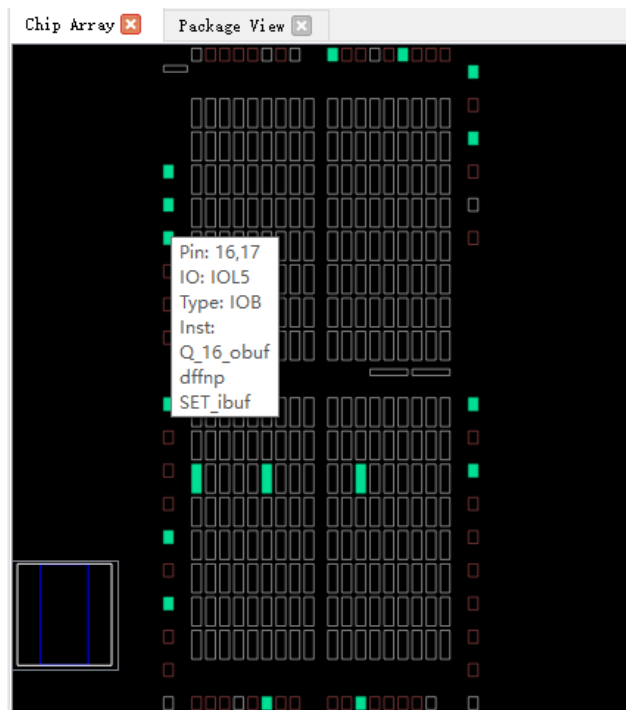 Chip Array
Package View
Pin: 16,17
IO: IOL5
Type: IOB
Inst:
Q_16_obuf
dffnp
SET_ibuf